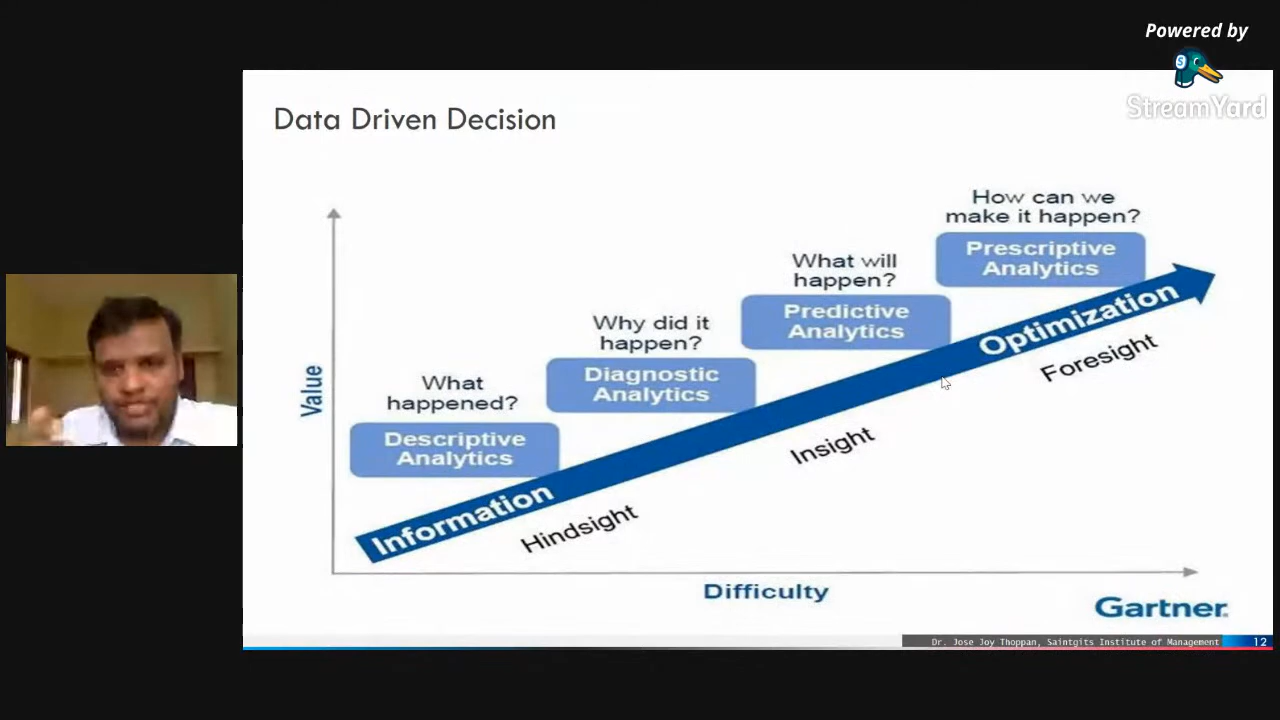 Powered by
StreamYard
Data Driven Decision
How can we
make it happen?
Prescriptive
Analytics
What will
happen?
Predictive
Analytics
Why did it
happen?
Diagnostic
Analytics
What
happened?
Descriptive
Analytics
Value
Information
Optimization
Hindsight
Insight
Foresight
Difficulty
Gartner
Dr. Jose Joy Thoppan, Saintgits Institute of Management
12